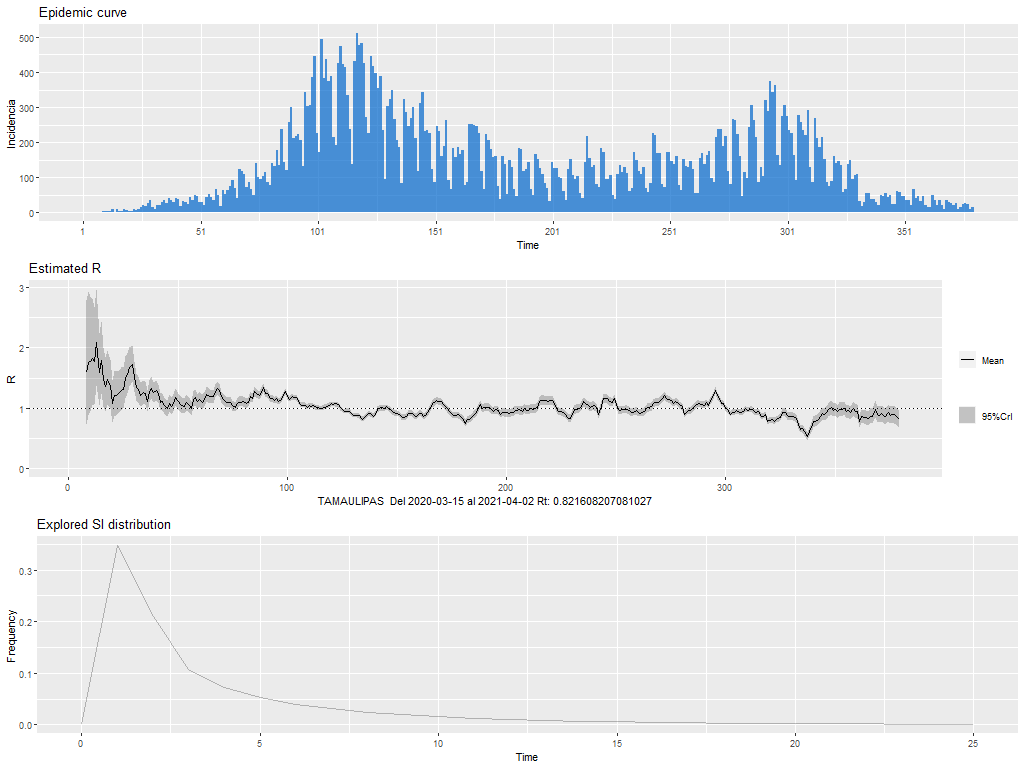 Epidemic curve
500
400
300
200
100
0
Incidencia
1 51 101 151 201 251 301 351
Time
Estimated R
3
2
1
0
R
Mean
95%CrI
0 100 200 300
TAMAULIPAS Del 2020-03-15 al 2021-04-02 Rt: 0.821608207081027
Explored SI distribution
0.3
0.2
0.1
0.0
Frequency
0 5 10 15 20 25
Time